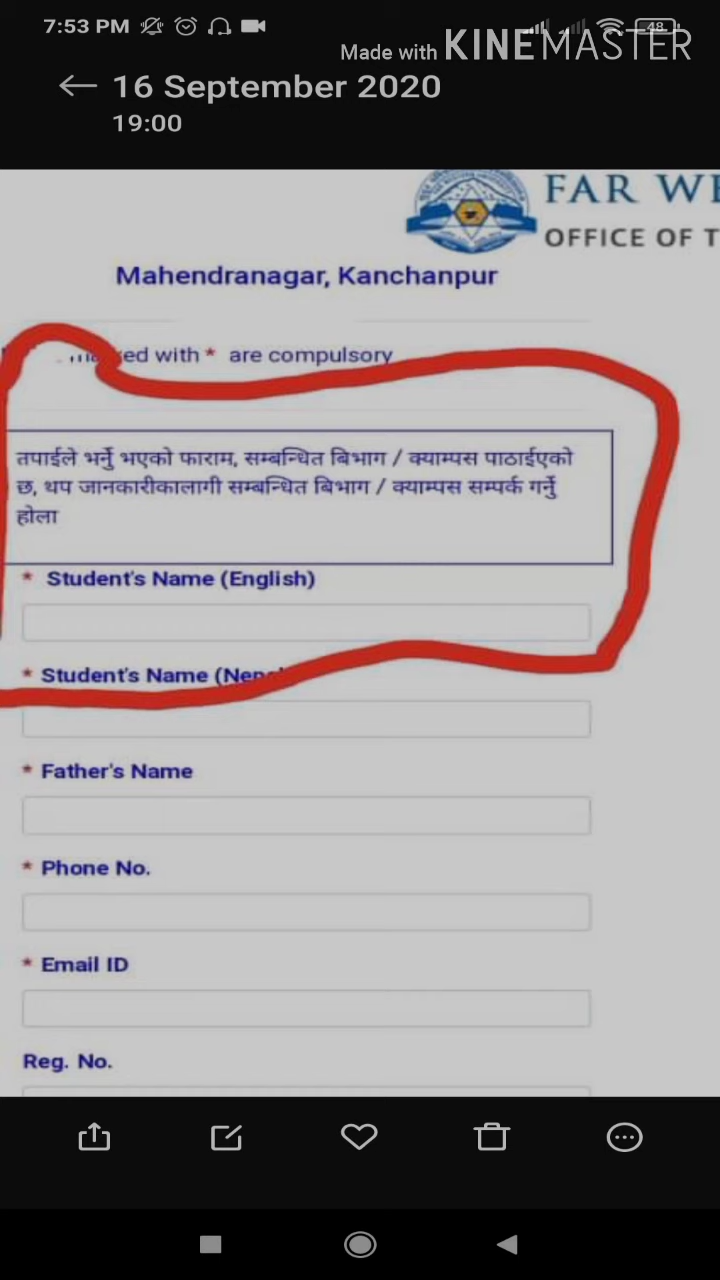 7:53 PM
48
Made with KINEMASTER
16 September 2020
19:00
FAR WE
OFFICE OF T
Mahendranagar, Kanchanpur
with * are compulsory
तपाईले भर्नु भएको फाराम, सम्बन्धित बिभाग / क्याम्पस पाठाईएको
छ, थप जानकारीकालागी सम्बन्धित बिभाग / क्याम्पस सम्पर्क गर्नु
होला
* Student's Name (English)
* Student's Name
* Father's Name
* Phone No.
* Email ID
Reg. No.